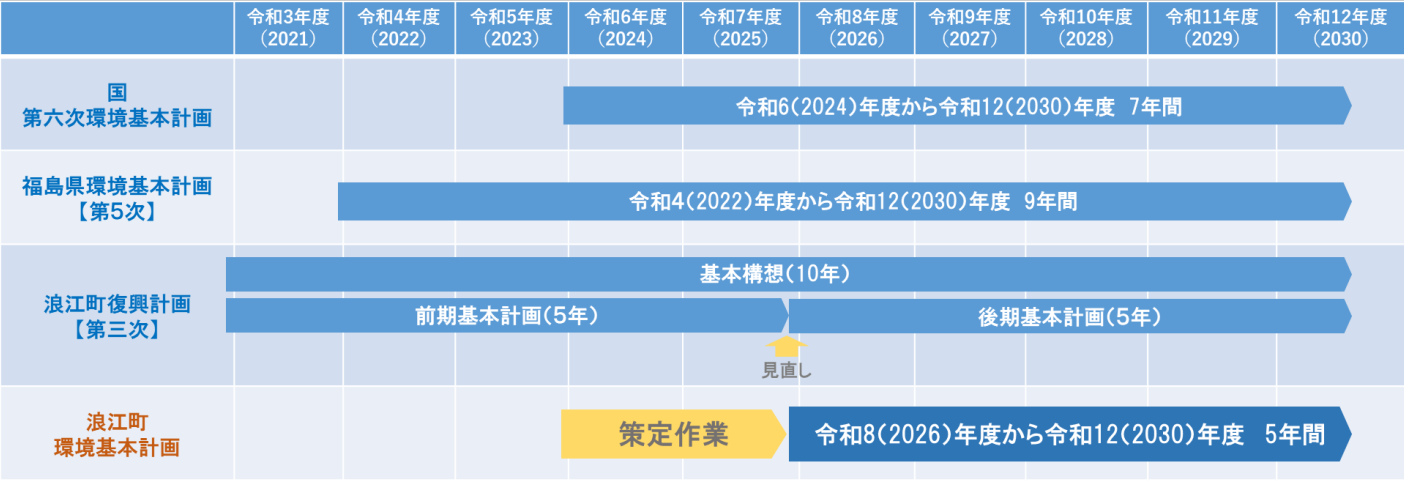 令和3年度 令和4年度 令和5年度 令和6年度 令和7年度 令和8年度 令和9年度 令和10年度 令和11年度 令和12年度
(2021) (2022) (2023) (2024) (2025) (2026) (2027) (2028) (2029) (2030)
国
第六次環境基本計画
令和6(2024)年度から令和12(2030)年度 7年間
福島県環境基本計画
【第5次】
令和4(2022)年度から令和12(2030)年度 9年間
浪江町復興計画
【第三次】
基本構想(10年)
前期基本計画(5年)
後期基本計画(5年)
見直し
浪江町
環境基本計画
策定作業
令和8(2026)年度から令和12(2030)年度 5年間